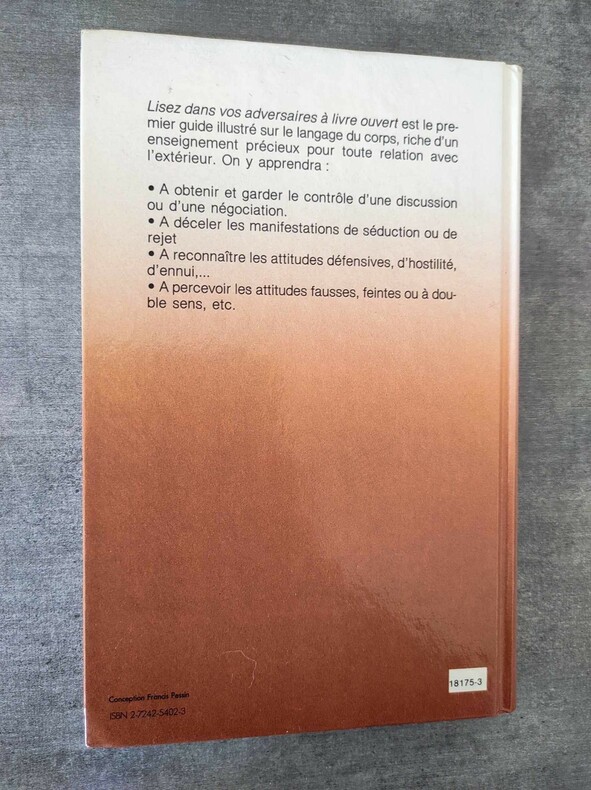 Lisez dans vos adversaires à livre ouvert est le pre-
mier guide illustré sur le langage du corps, riche d'un
enseignement précieux pour toute relation avec
l'extérieur. On y apprendra :
• A obtenir et garder le contrôle d'une discussion
ou d'une négociation.
• A déceler les manifestations de séduction ou de
rejet
• A reconnaître les attitudes défensives, d'hostilité,
d'ennui,...
• A percevoir les attitudes fausses, feintes ou à dou-
ble sens, etc.
18175-3
Conception Francis Passin
ISBN 2-7242-5402-3